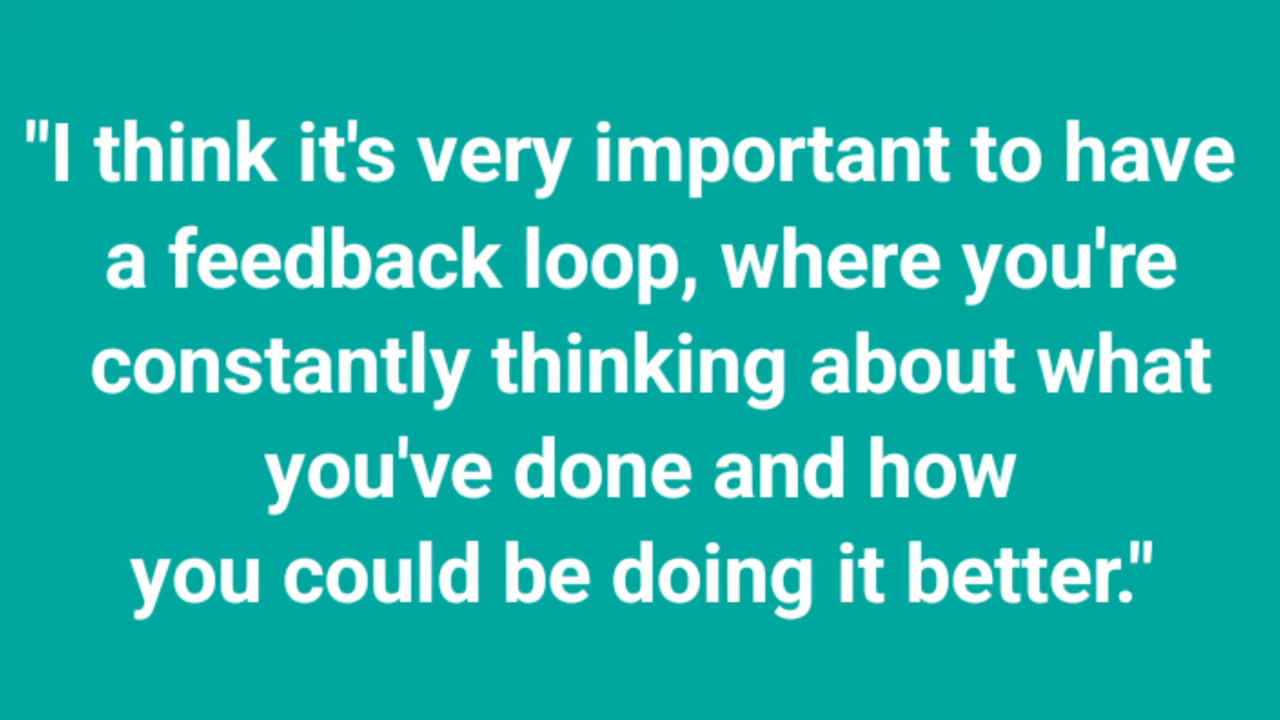 "I think it's very important to have
a feedback loop, where you're
constantly thinking about what
you've done and how
you could be doing it better."